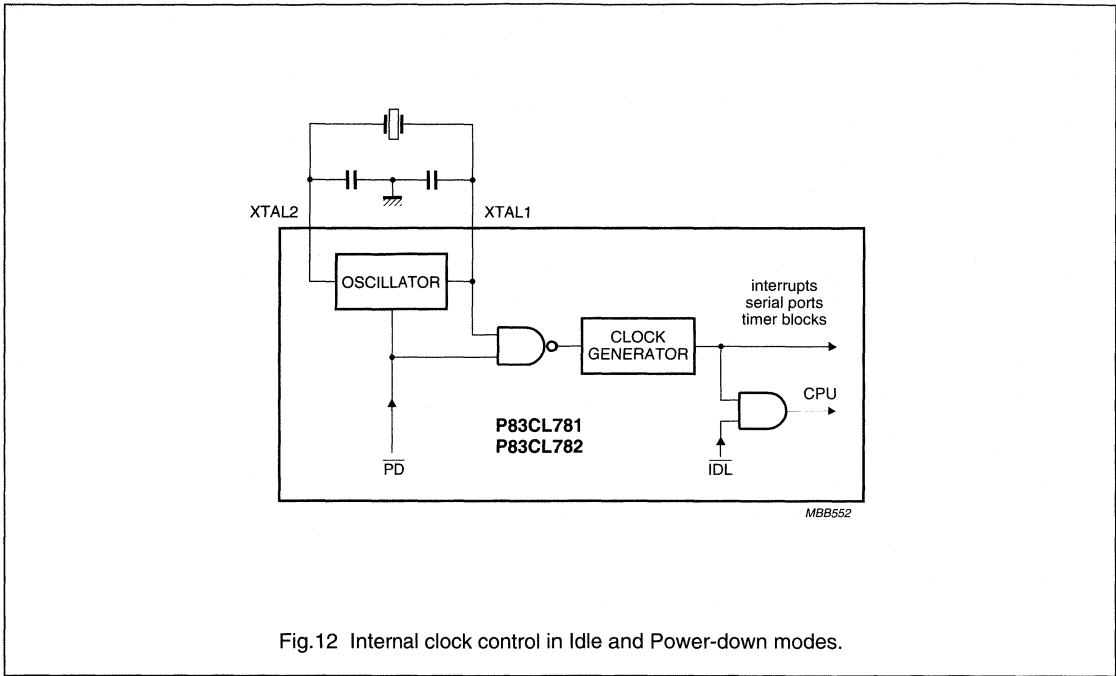 XTAL2
XTAL1
OSCILLATOR
interrupts
serial ports
timer blocks
CLOCK
GENERATOR
CPU
P83CL781
P83CL782
PD
IDL
MBB552
Fig.12 Internal clock control in Idle and Power-down modes.